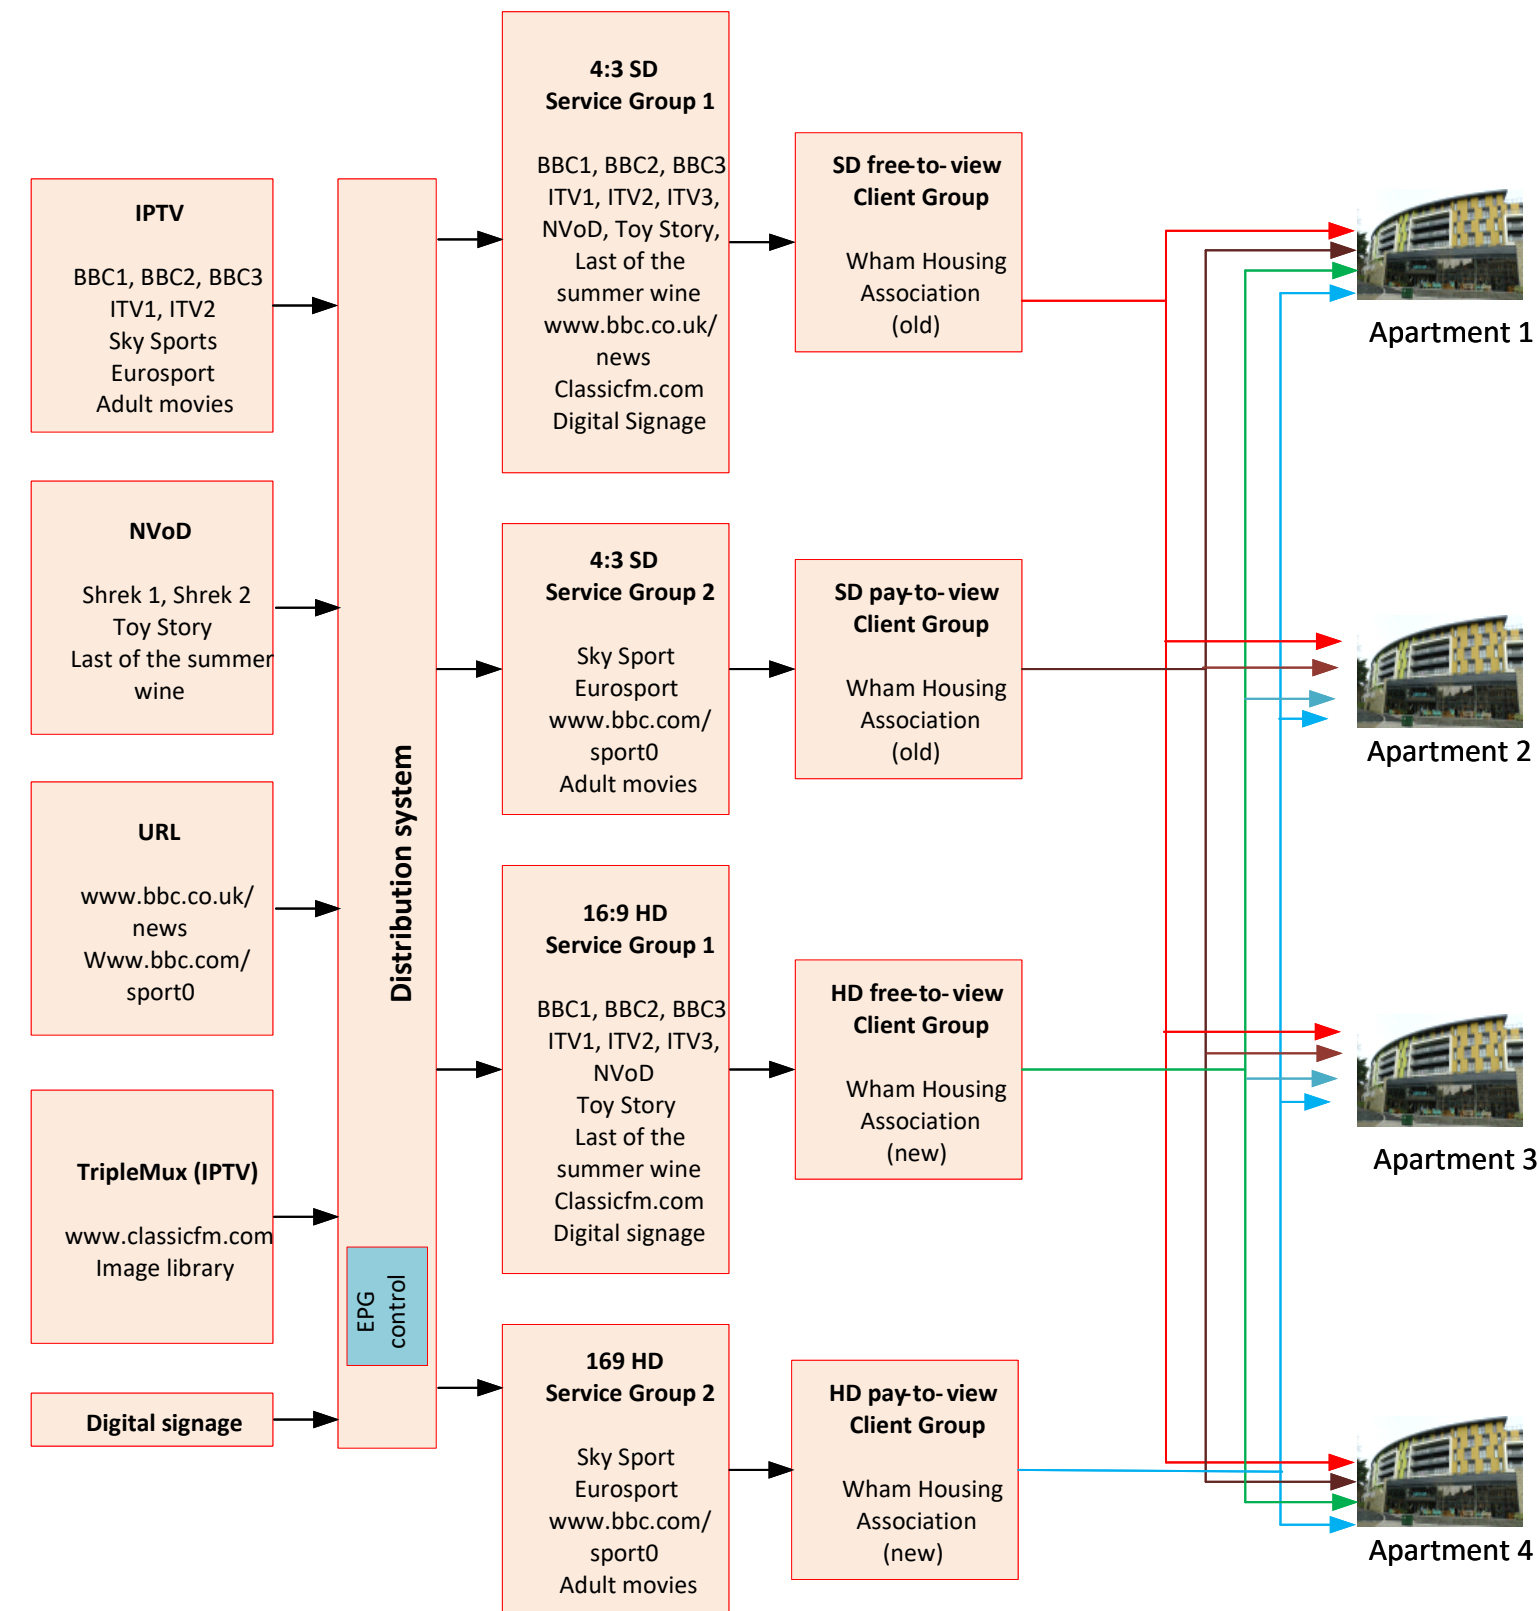 IPTV
BBC1, BBC2, BBC3
ITV1, ITV2
Sky Sports
Eurosport
Adult movies
NVoD
Shrek 1, Shrek 2
Toy Story
Last of the summer
wine
URL
www.bbc.co.uk/
news
Www.bbc.com/
sport0
TripleMux (IPTV)
www.classicfm.com
Image library
Digital signage
Distribution system
EPG
control
4:3 SD
Service Group 1
BBC1, BBC2, BBC3
ITV1, ITV2, ITV3,
NVoD, Toy Story,
Last of the
summer wine
www.bbc.co.uk/
news
Classicfm.com
Digital Signage
4:3 SD
Service Group 2
Sky Sport
Eurosport
www.bbc.com/
sport0
Adult movies
16:9 HD
Service Group 1
BBC1, BBC2, BBC3
ITV1, ITV2, ITV3,
NVoD
Toy Story
Last of the
summer wine
Classicfm.com
Digital signage
169 HD
Service Group 2
Sky Sport
Eurosport
www.bbc.com/
sport0
Adult movies
SD free-to-view
Client Group
Wham Housing
Association
(old)
SD pay-to-view
Client Group
Wham Housing
Association
(old)
HD free-to-view
Client Group
Wham Housing
Association
(new)
HD pay-to-view
Client Group
Wham Housing
Association
(new)
Apartment 1
Apartment 2
Apartment 3
Apartment 4